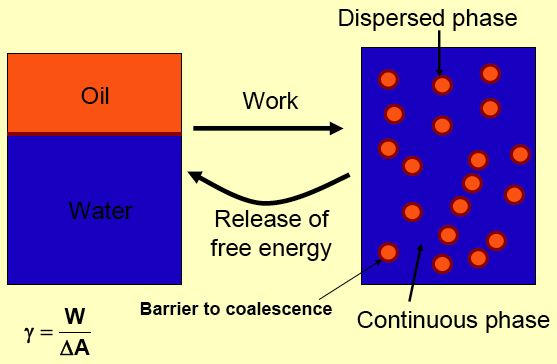 Dispersed phase
Oil
Work
Water
Release of
free energy
Barrier to coalescence
Continuous phase
γ = W
ΔA